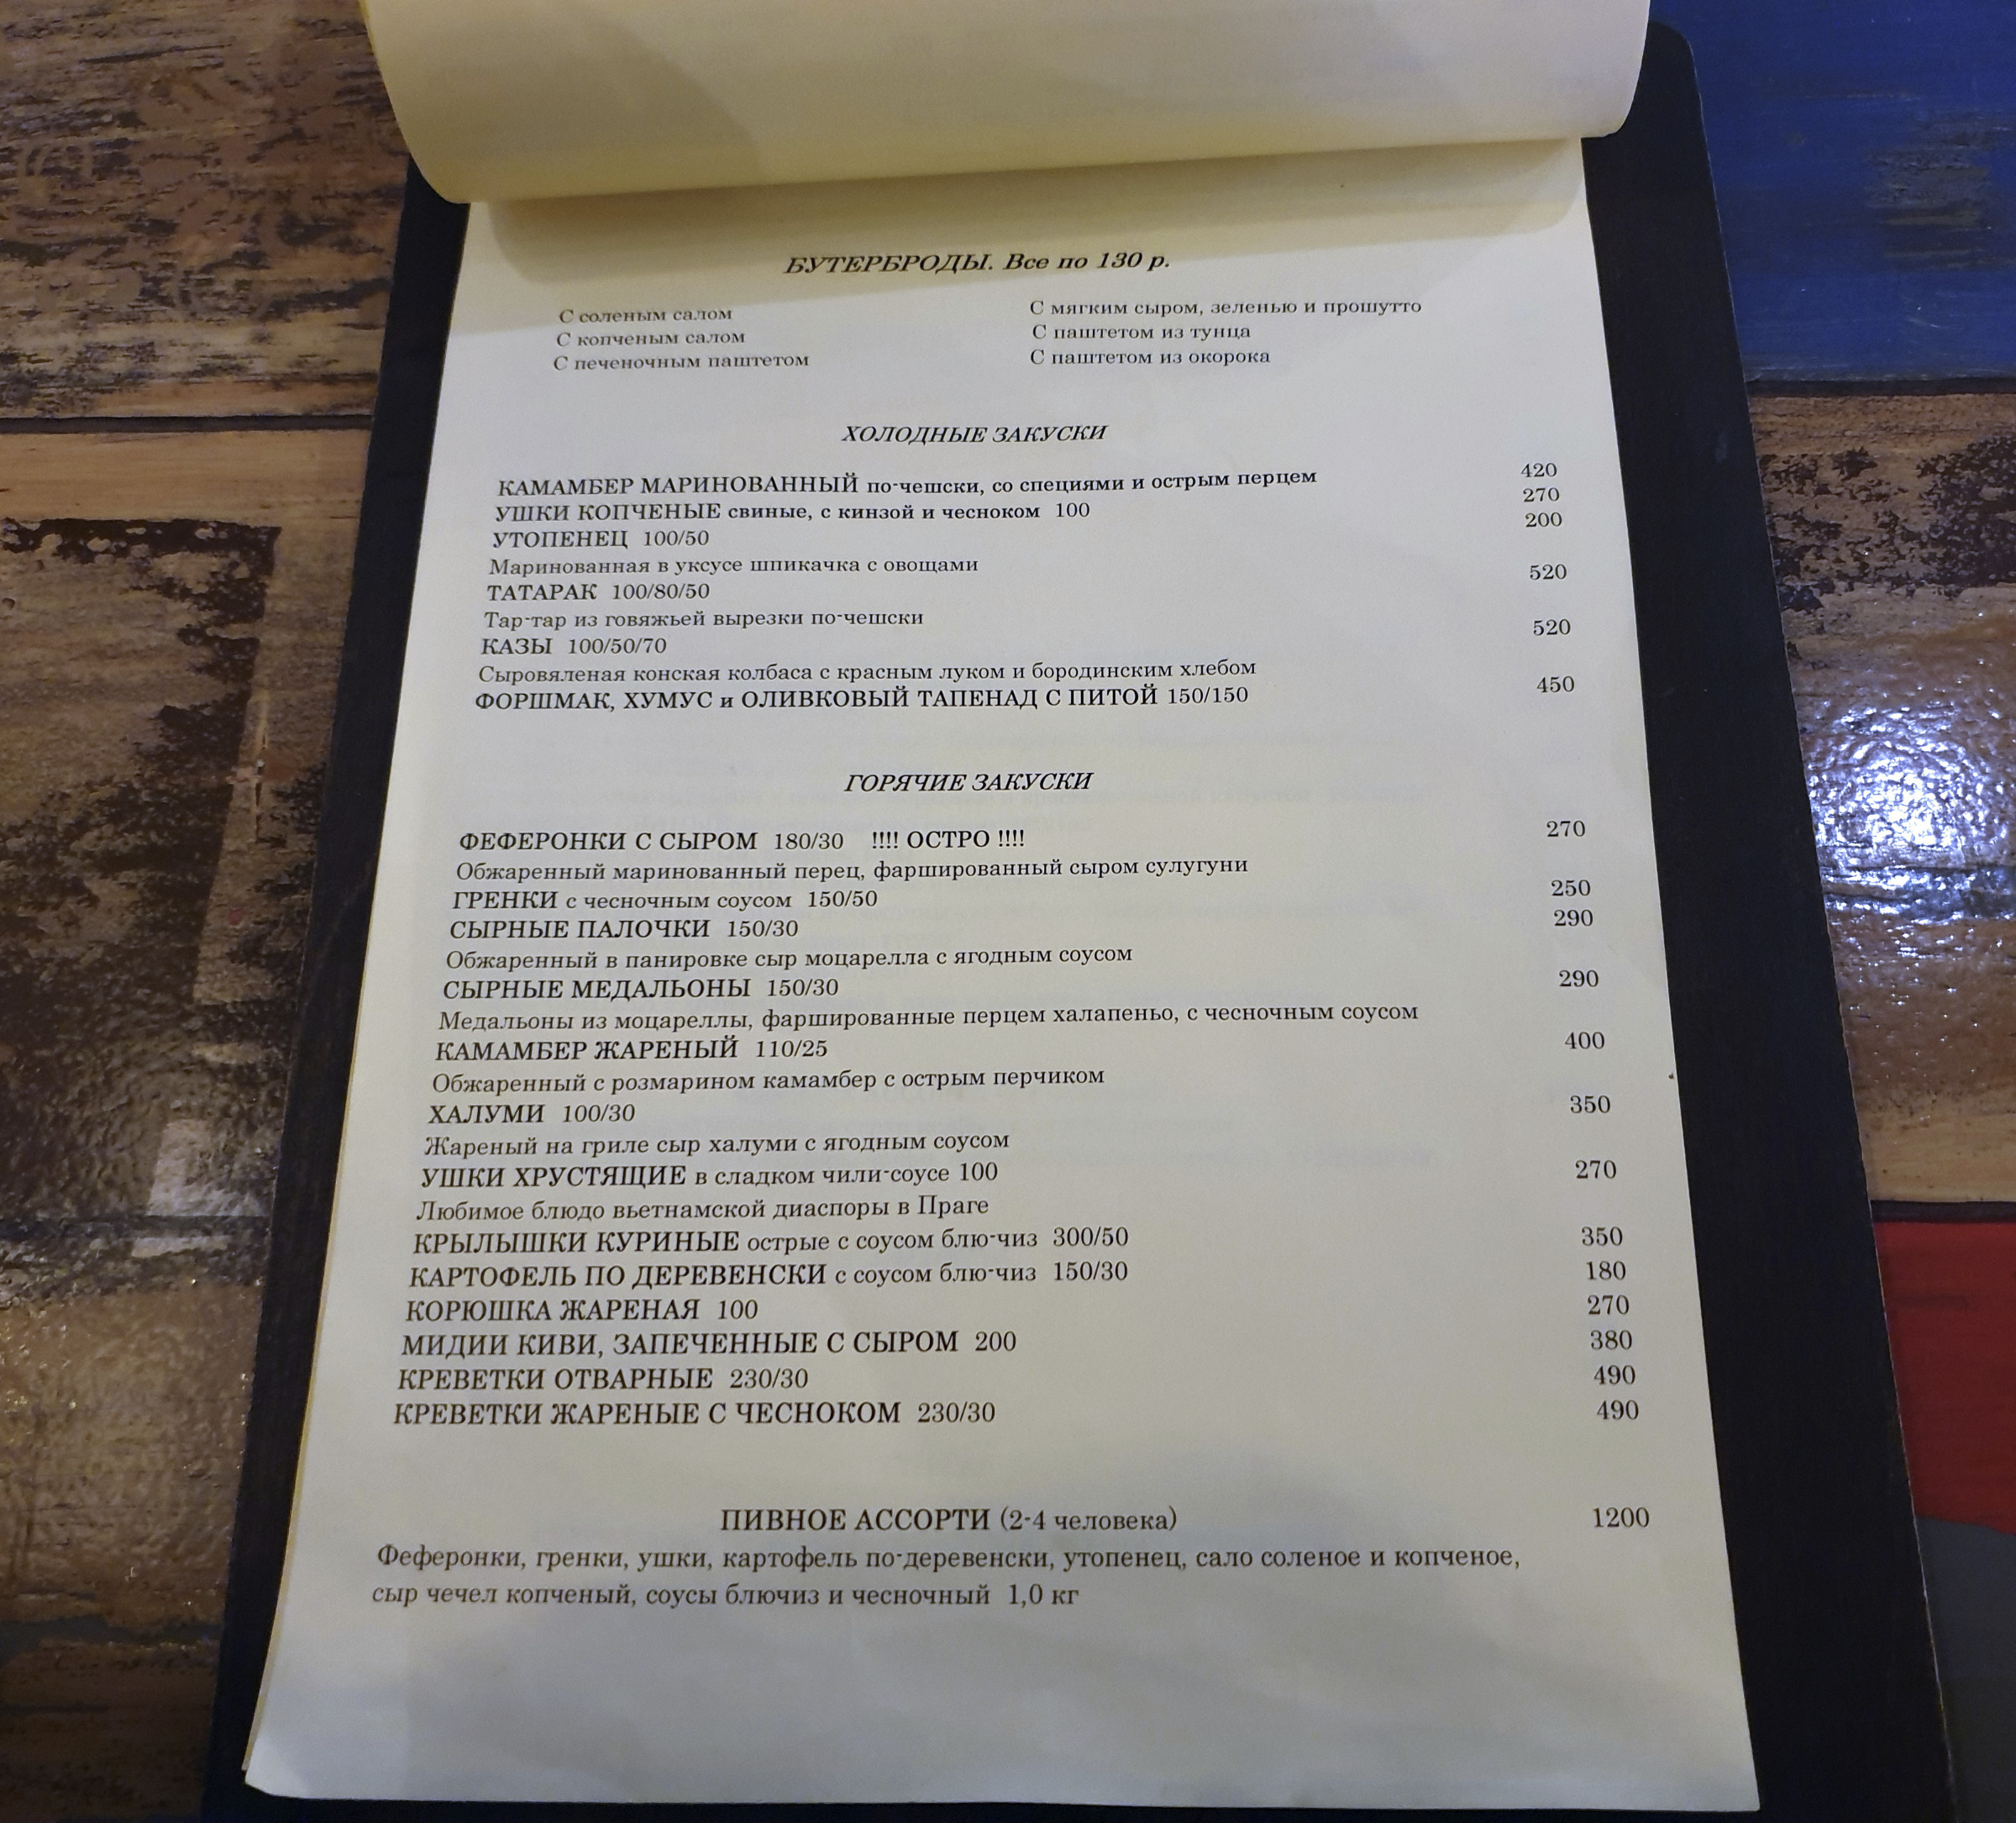 БУТЕРБРОДЫ. Все по 130 р.
С соленым салом С мягким сыром, зеленью и прошутто
С копченым салом С паштетом из тунца
С печеночным паштетом С паштетом из окорока
ХОЛОДНЫЕ ЗАКУСКИ
КАМАМБЕР МАРИНОВАННЫЙ по-чешски, со специями и острым перцем 420
УШКИ КОПЧЕНЫЕ свиные, с кинзой и чесноком 100 270
УТОПЕНЕЦ 100/50 200
Маринованная в уксусе шпикачка с овощами
ТАТАРАК 100/80/50 520
Тар-тар из говяжьей вырезки по-чешски
КАЗЫ 100/50/70 520
Сыровяленая конская колбаса с красным луком и бородинским хлебом
ФОРШМАК, ХУМУС и ОЛИВКОВЫЙ ТАПЕНАД С ПИТОЙ 150/150 450
ГОРЯЧИЕ ЗАКУСКИ
ФЕФЕРОНКИ С СЫРОМ 180/30 !!!! ОСТРО !!!! 270
Обжаренный маринованный перец, фаршированный сыром сулугуни
ГРЕНКИ с чесночным соусом 150/50 250
СЫРНЫЕ ПАЛОЧКИ 150/30 290
Обжаренный в панировке сыр моцарелла с ягодным соусом
СЫРНЫЕ МЕДАЛЬОНЫ 150/30 290
Медальоны из моцареллы, фаршированные перцем халапеньо, с чесночным соусом
КАМАМБЕР ЖАРЕНЫЙ 110/25 400
Обжаренный с розмарином камамбер с острым перчиком
ХАЛУМИ 100/30 350
Жареный на гриле сыр халуми с ягодным соусом
УШКИ ХРУСТЯЩИЕ в сладком чили-соусе 100 270
Любимое блюдо вьетнамской диаспоры в Праге
КРЫЛЫШКИ КУРИНЫЕ острые с соусом блю-чиз 300/50 350
КАРТОФЕЛЬ ПО ДЕРЕВЕНСКИ с соусом блю-чиз 150/30 180
КОРЮШКА ЖАРЕНАЯ 100 270
МИДИИ КИВИ, ЗАПЕЧЕННЫЕ С СЫРОМ 200 380
КРЕВЕТКИ ОТВАРНЫЕ 230/30 490
КРЕВЕТКИ ЖАРЕНЫЕ С ЧЕСНОКОМ 230/30 490
ПИВНОЕ АССОРТИ (2-4 человека) 1200
Феферонки, гренки, ушки, картофель по-деревенски, утопенец, сало соленое и копченое,
сыр чечел копченый, соусы блючиз и чесночный 1,0 кг